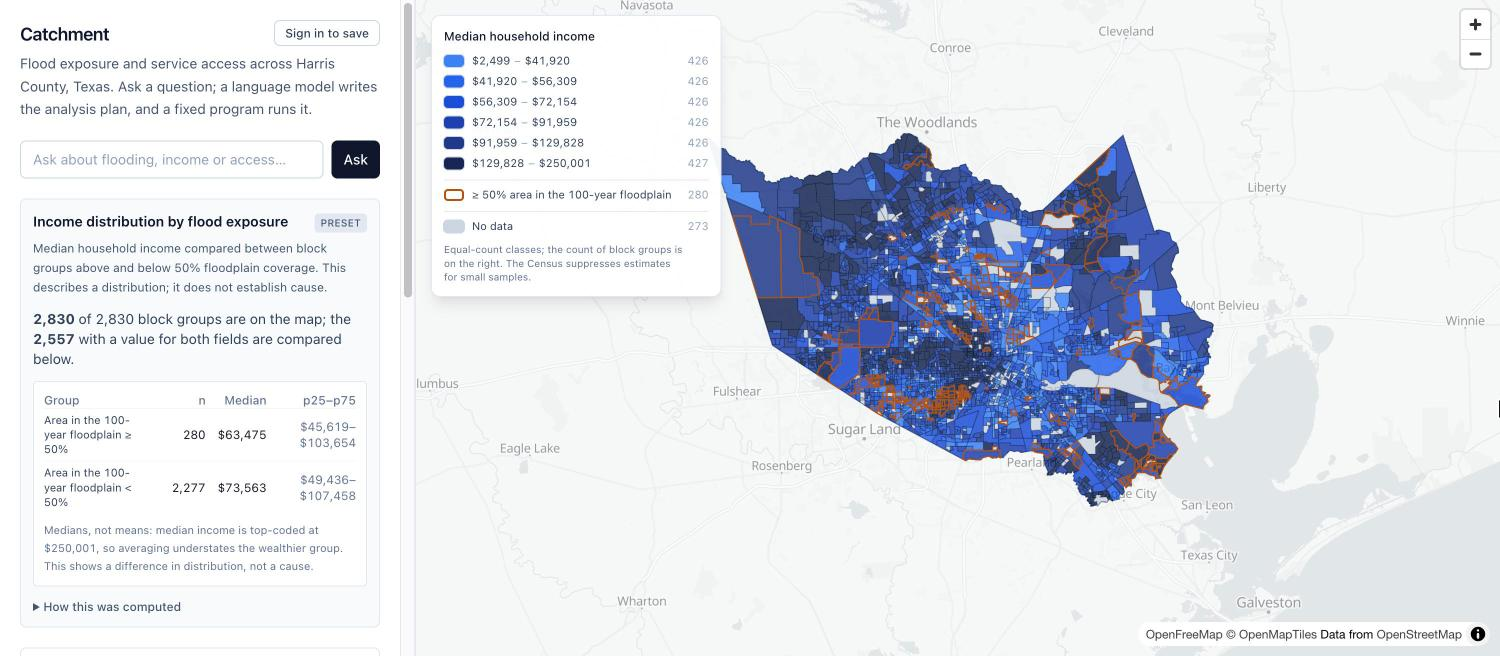 Catchment
Sign in to save
Flood exposure and service access across Harris
County, Texas. Ask a question; a language model writes
the analysis plan, and a fixed program runs it.
Ask about flooding, income or access...
Ask
Income distribution by flood exposure
PRESET
Median household income compared between block
groups above and below 50% floodplain coverage. This
describes a distribution; it does not establish cause.
2,830 of 2,830 block groups are on the map; the
2,557 with a value for both fields are compared
below.
Group n Median p25–p75
Area in the 100-
year floodplain ≥
50%
280 $63,475 $45,619–
$103,654
Area in the 100-
year floodplain <
50%
2,277 $73,563 $49,436–
$107,458
Medians, not means: median income is top-coded at
$250,001, so averaging understates the wealthier group.
This shows a difference in distribution, not a cause.
How this was computed
Median household income
$2,499 – $41,920 426
$41,920 – $56,309 426
$56,309 – $72,154 426
$72,154 – $91,959 426
$91,959 – $129,828 426
$129,828 – $250,001 427
≥ 50% area in the 100-year floodplain 280
No data 273
Equal-count classes; the count of block groups is
on the right. The Census suppresses estimates
for small samples.
Navasota
Cleveland
Conroe
The Woodlands
Liberty
Mont Belvieu
Winnie
lumbus
Fulshear
Sugar Land
Eagle Lake
Rosenberg
Pearlan
ue City
San Leon
Texas City
Wharton
Galveston
+
−
OpenFreeMap © OpenMapTiles Data from OpenStreetMap